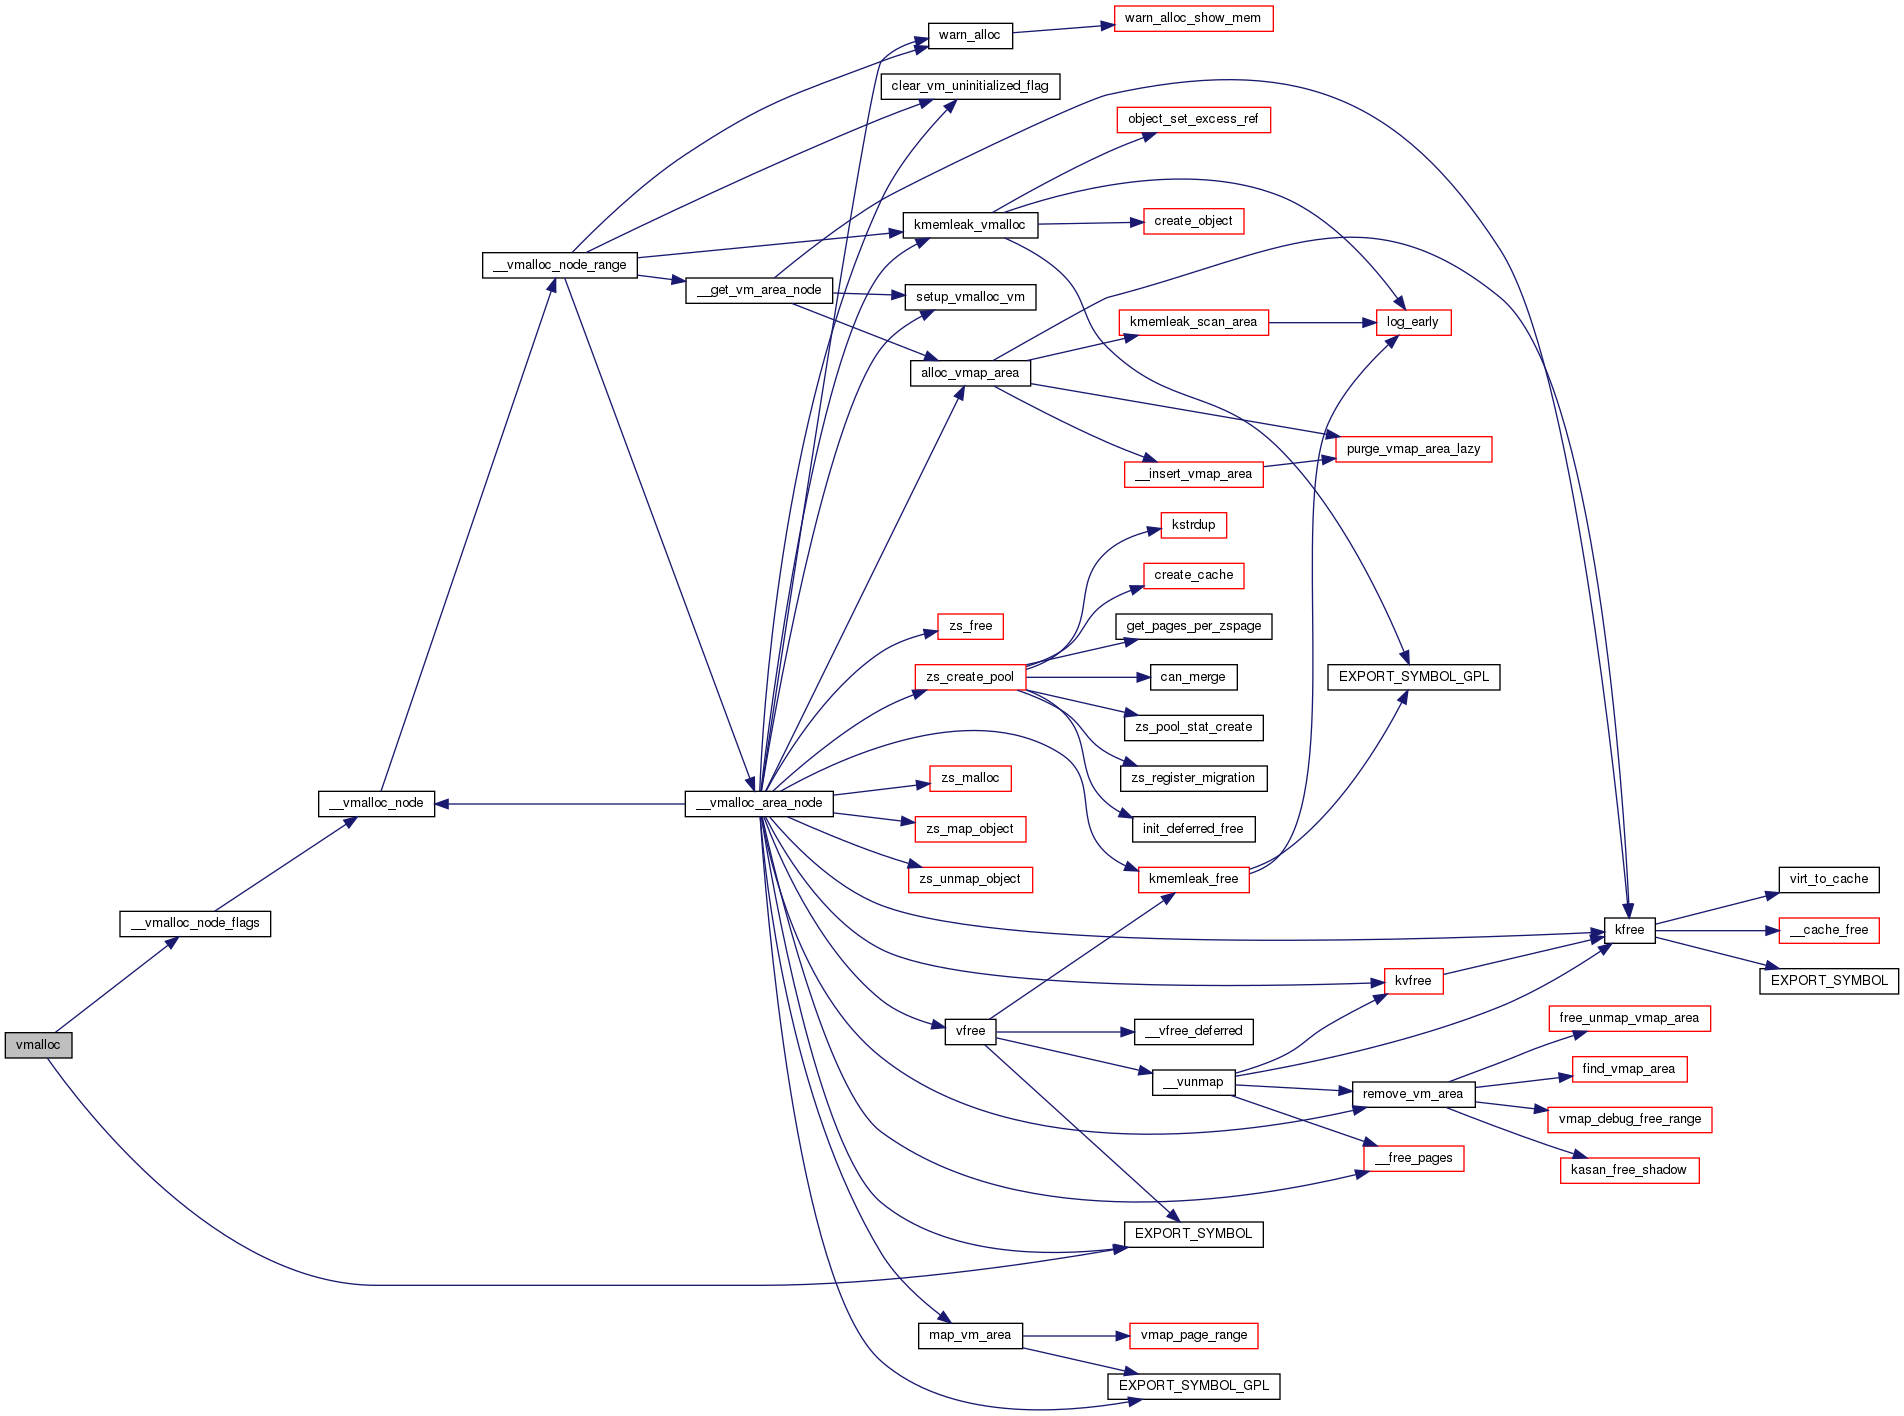 warn_alloc_show_mem
warn_alloc
clear_vm_uninitialized_flag
object_set_excess_ref
create_object
kmemleak_vmalloc
__vmalloc_node_range
__get_vm_area_node
setup_vmalloc_vm
kmemleak_scan_area
log_early
alloc_vmap_area
purge_vmap_area_lazy
__insert_vmap_area
kstrdup
create_cache
get_pages_per_zspage
zs_free
zs_create_pool
can_merge
EXPORT_SYMBOL_GPL
zs_pool_stat_create
zs_malloc
zs_register_migration
__vmalloc_node
__vmalloc_area_node
zs_map_object
init_deferred_free
zs_unmap_object
kmemleak_free
virt_to_cache
__vmalloc_node_flags
kfree
__cache_free
kvfree
EXPORT_SYMBOL
free_unmap_vmap_area
vfree
__vfree_deferred
vmalloc
find_vmap_area
__vunmap
remove_vm_area
vmap_debug_free_range
__free_pages
kasan_free_shadow
EXPORT_SYMBOL
map_vm_area
vmap_page_range
EXPORT_SYMBOL_GPL